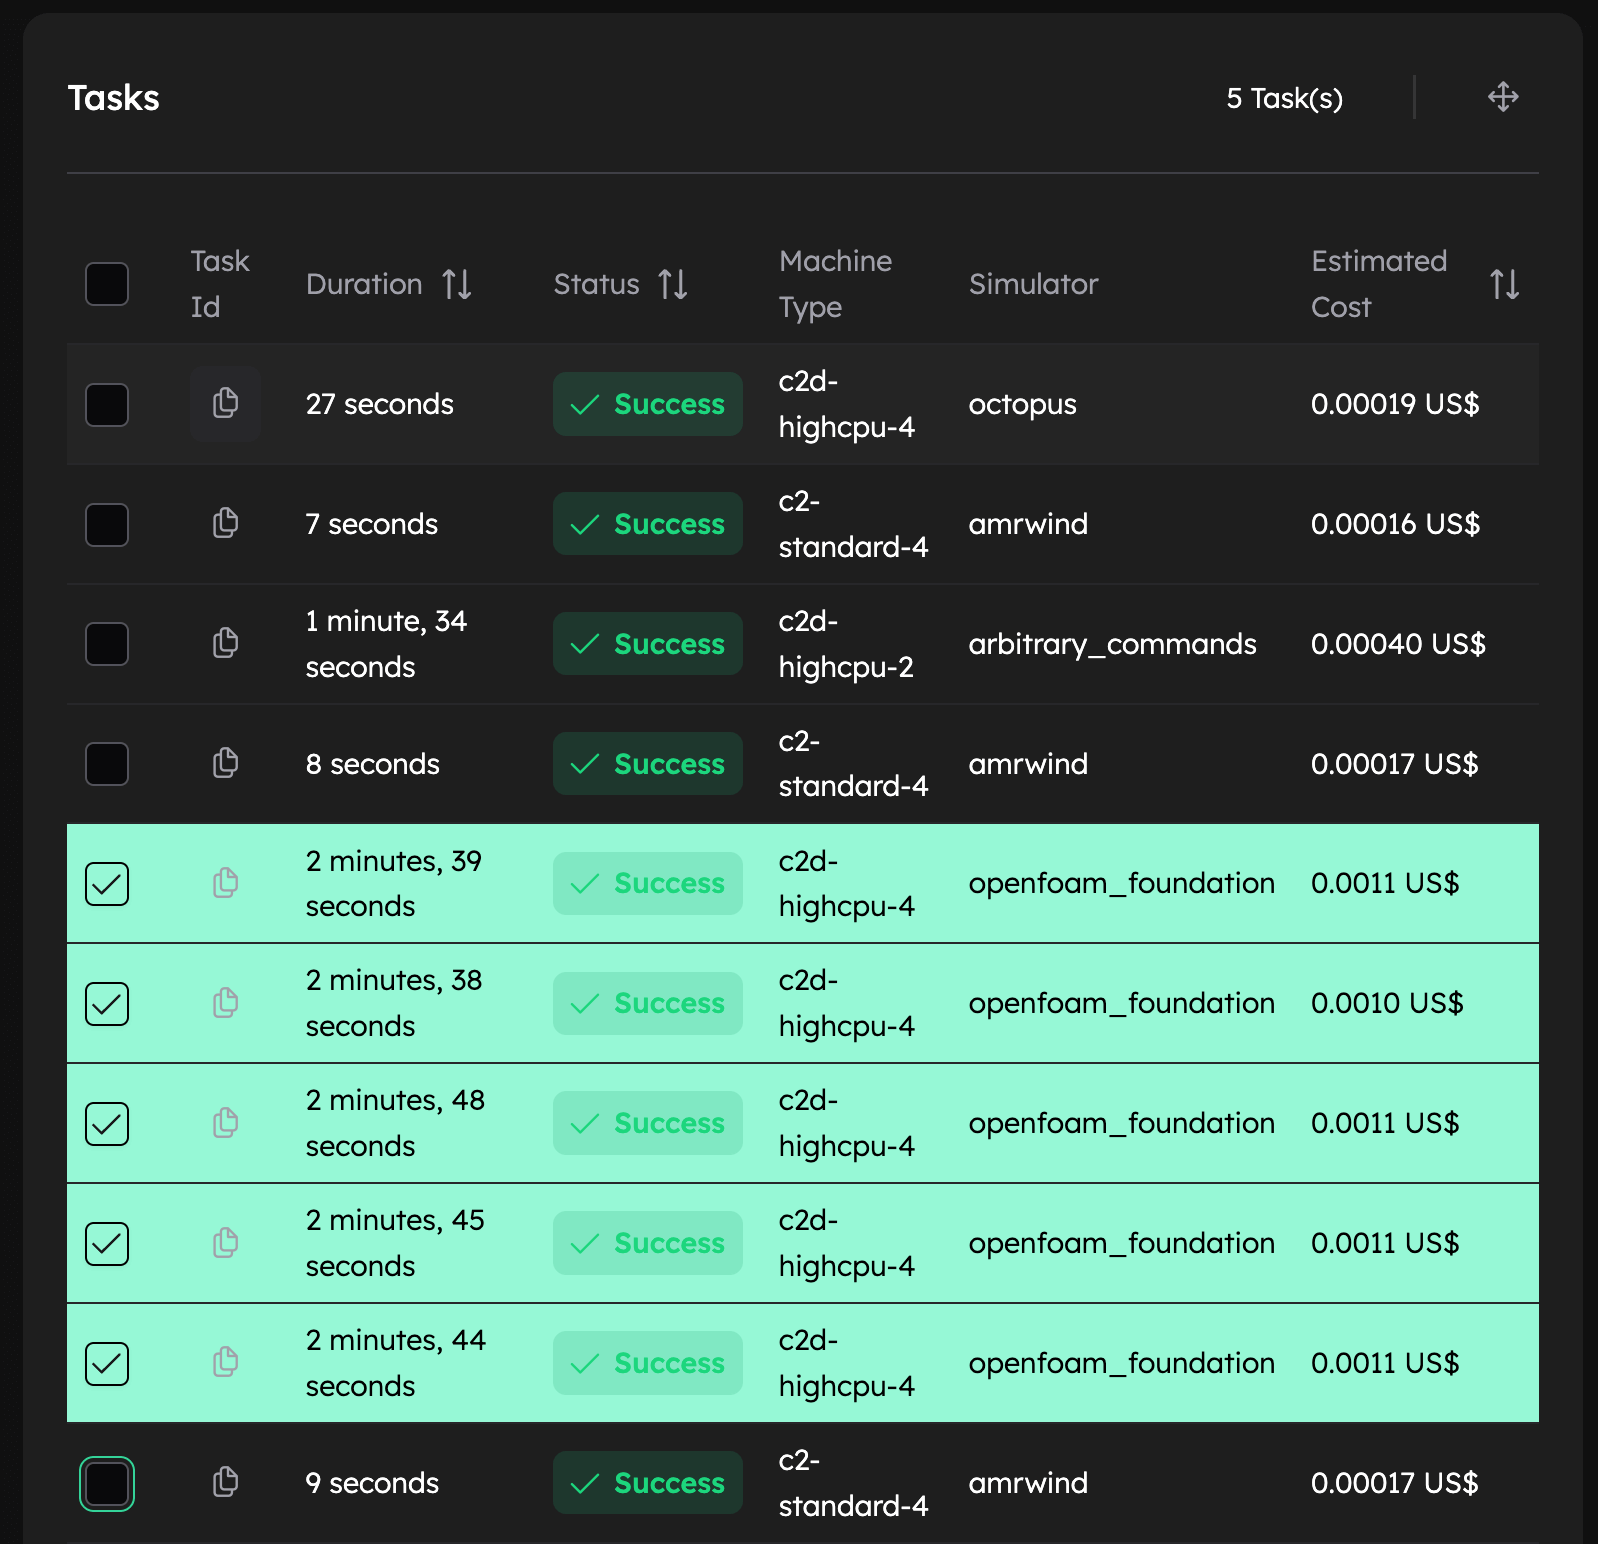 Tasks
5 Task(s)
Task
Id
Duration
Status
Machine
Type
Simulator
Estimated
Cost
27 seconds
Success
c2d-
highcpu-4
octopus
0.00019 US$
7 seconds
Success
c2-
standard-4
amrwind
0.00016 US$
1 minute, 34
seconds
Success
c2d-
highcpu-2
arbitrary_commands
0.00040 US$
8 seconds
Success
c2-
standard-4
amrwind
0.00017 US$
2 minutes, 39
seconds
Success
c2d-
highcpu-4
openfoam_foundation
0.0011 US$
2 minutes, 38
seconds
Success
c2d-
highcpu-4
openfoam_foundation
0.0010 US$
2 minutes, 48
seconds
Success
c2d-
highcpu-4
openfoam_foundation
0.0011 US$
2 minutes, 45
seconds
Success
c2d-
highcpu-4
openfoam_foundation
0.0011 US$
2 minutes, 44
seconds
Success
c2d-
highcpu-4
openfoam_foundation
0.0011 US$
9 seconds
Success
c2-
standard-4
amrwind
0.00017 US$